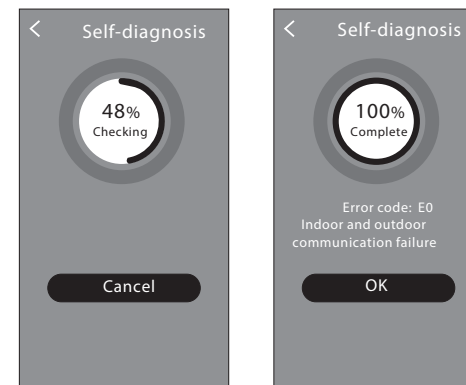 Self-diagnosis
48%
Checking
Cancel
Self-diagnosis
100%
Complete
Error code: E0
Indoor and outdoor
communication failure
OK